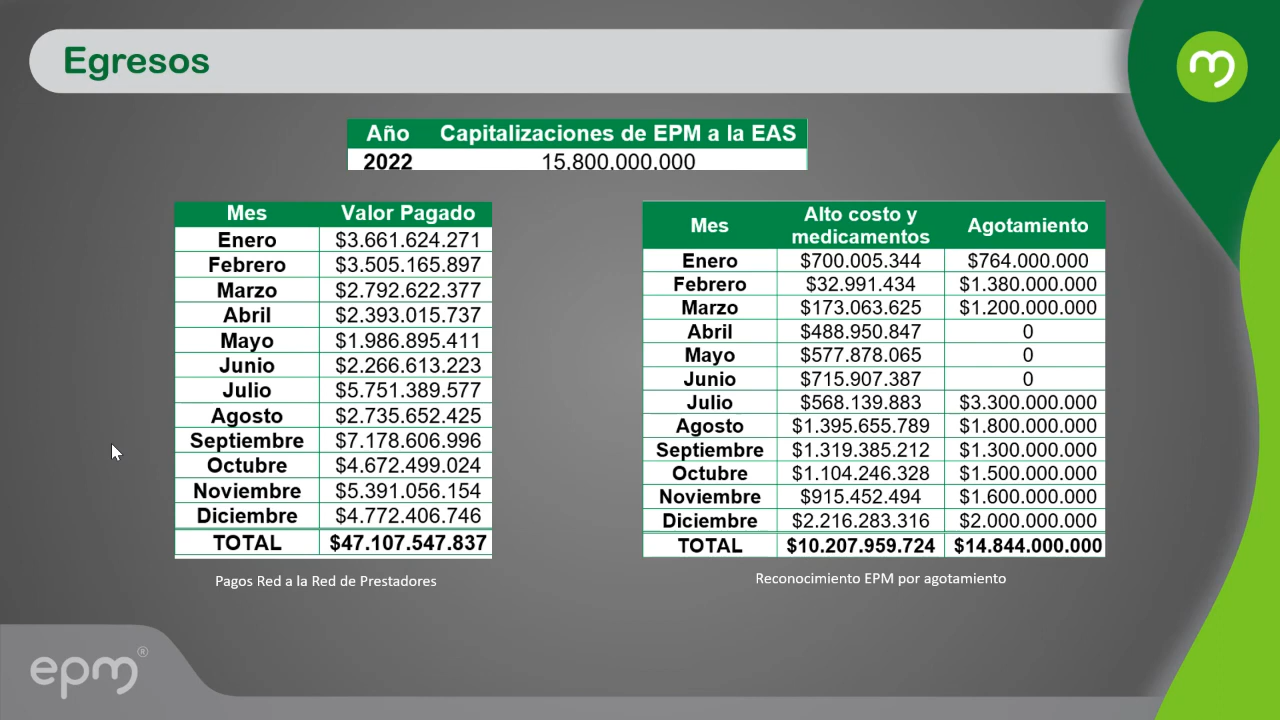 Egresos
Año Capitalizaciones de EPM a la EAS
2022 15,800,000,000
Mes Valor Pagado
Enero $3.661.624.271
Febrero $3.505.165.897
Marzo $2.792.622.377
Abril $2.393.015.737
Mayo $1.986.895.411
Junio $2.266.613.223
Julio $5.751.389.577
Agosto $2.735.652.425
Septiembre $7.178.606.996
Octubre $4.672.499.024
Noviembre $5.391.056.154
Diciembre $4.772.406.746
TOTAL $47.107.547.837
Pagos Red a la Red de Prestadores
Mes Alto costo y medicamentos Agotamiento
Enero $700.005.344 $764.000.000
Febrero $32.991.434 $1.380.000.000
Marzo $173.063.625 $1.200.000.000
Abril $488.950.847 0
Mayo $577.878.065 0
Junio $715.907.387 0
Julio $568.139.883 $3.300.000.000
Agosto $1.395.655.789 $1.800.000.000
Septiembre $1.319.385.212 $1.300.000.000
Octubre $1.104.246.328 $1.500.000.000
Noviembre $915.452.494 $1.600.000.000
Diciembre $2.216.283.316 $2.000.000.000
TOTAL $10.207.959.724 $14.844.000.000
Reconocimiento EPM por agotamiento
epm®